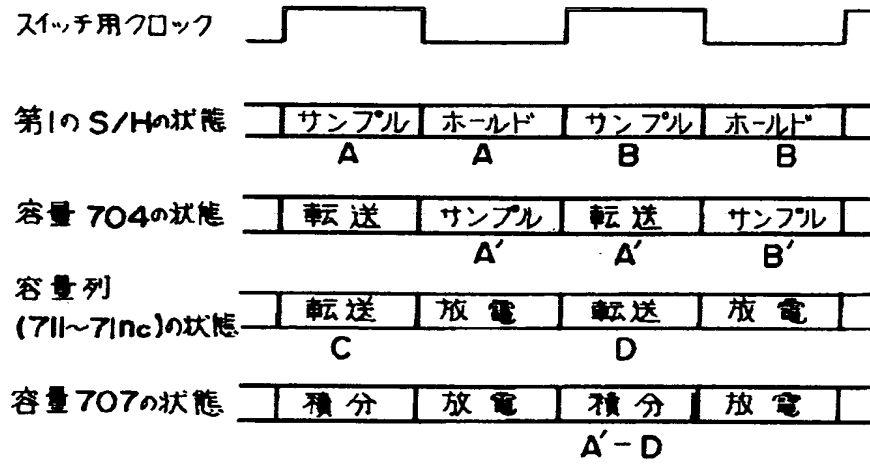 スイッチ用クロック
第1のS/Hの状態 サンプル ホールド サンプル ホールド
A A B B
容量704の状態 転送 サンプル 転送 サンプル
A' A' B'
容量列
(711~71nc)の状態 転送 放電 転送 放電
C D
容量707の状態 積分 放電 積分 放電
A'-D